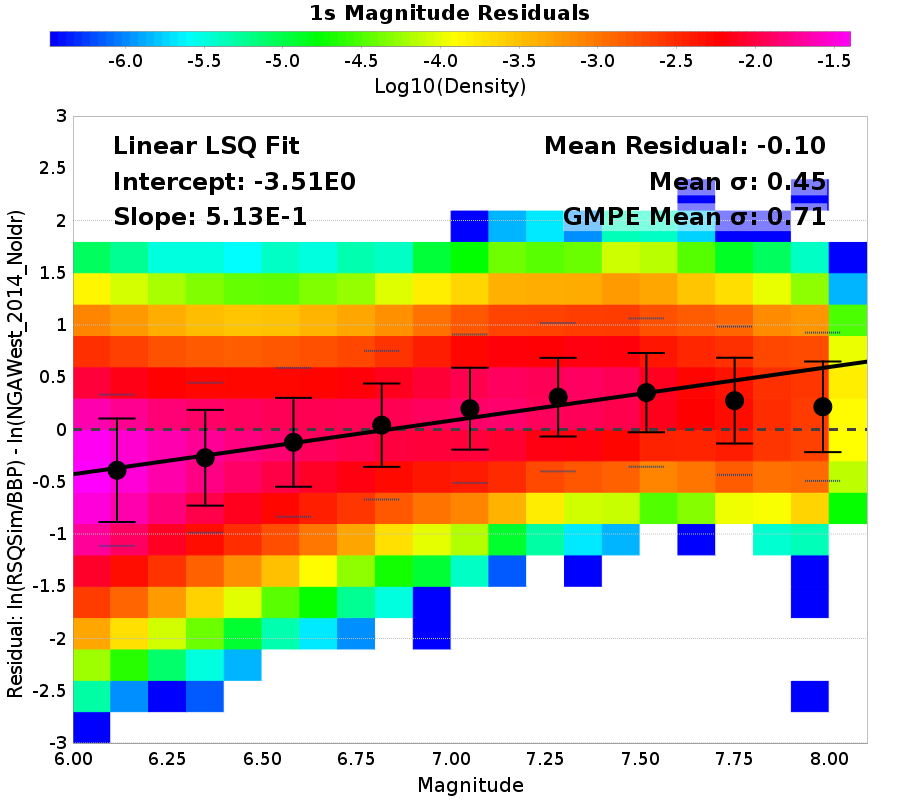 1s Magnitude Residuals
-6.0 -5.5 -5.0 -4.5 -4.0 -3.5 -3.0 -2.5 -2.0 -1.5
Log10(Density)
Linear LSQ Fit
Intercept: -3.51E0
Slope: 5.13E-1
Mean Residual: -0.10
Mean σ: 0.45
GMPE Mean σ: 0.71
Residual: ln(RSQSim/BBP) - ln(NGAWest_2014_NoIdr)
3
2.5
2
1.5
1
0.5
0
-0.5
-1
-1.5
-2
-2.5
-3
6.00 6.25 6.50 6.75 7.00 7.25 7.50 7.75 8.00
Magnitude